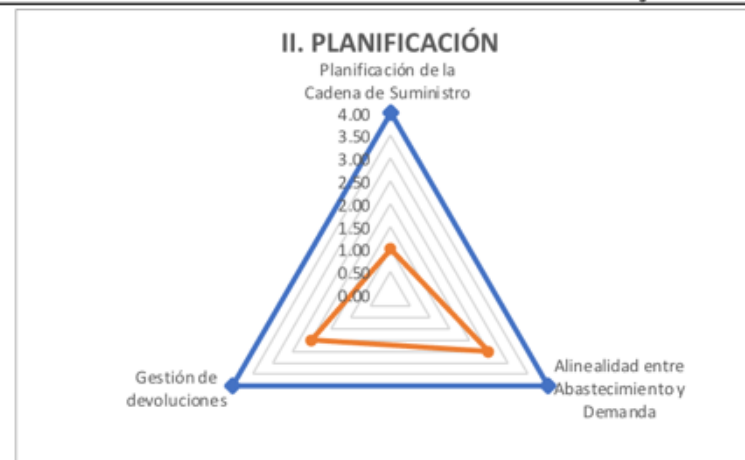 II. PLANIFICACIÓN
Planificación de la
Cadena de Suministro
4.00
3.50
3.00
2.50
2.00
1.50
1.00
0.50
0.00
Gestión de
devoluciones
Alinealidad entre
Abastecimiento y
Demanda